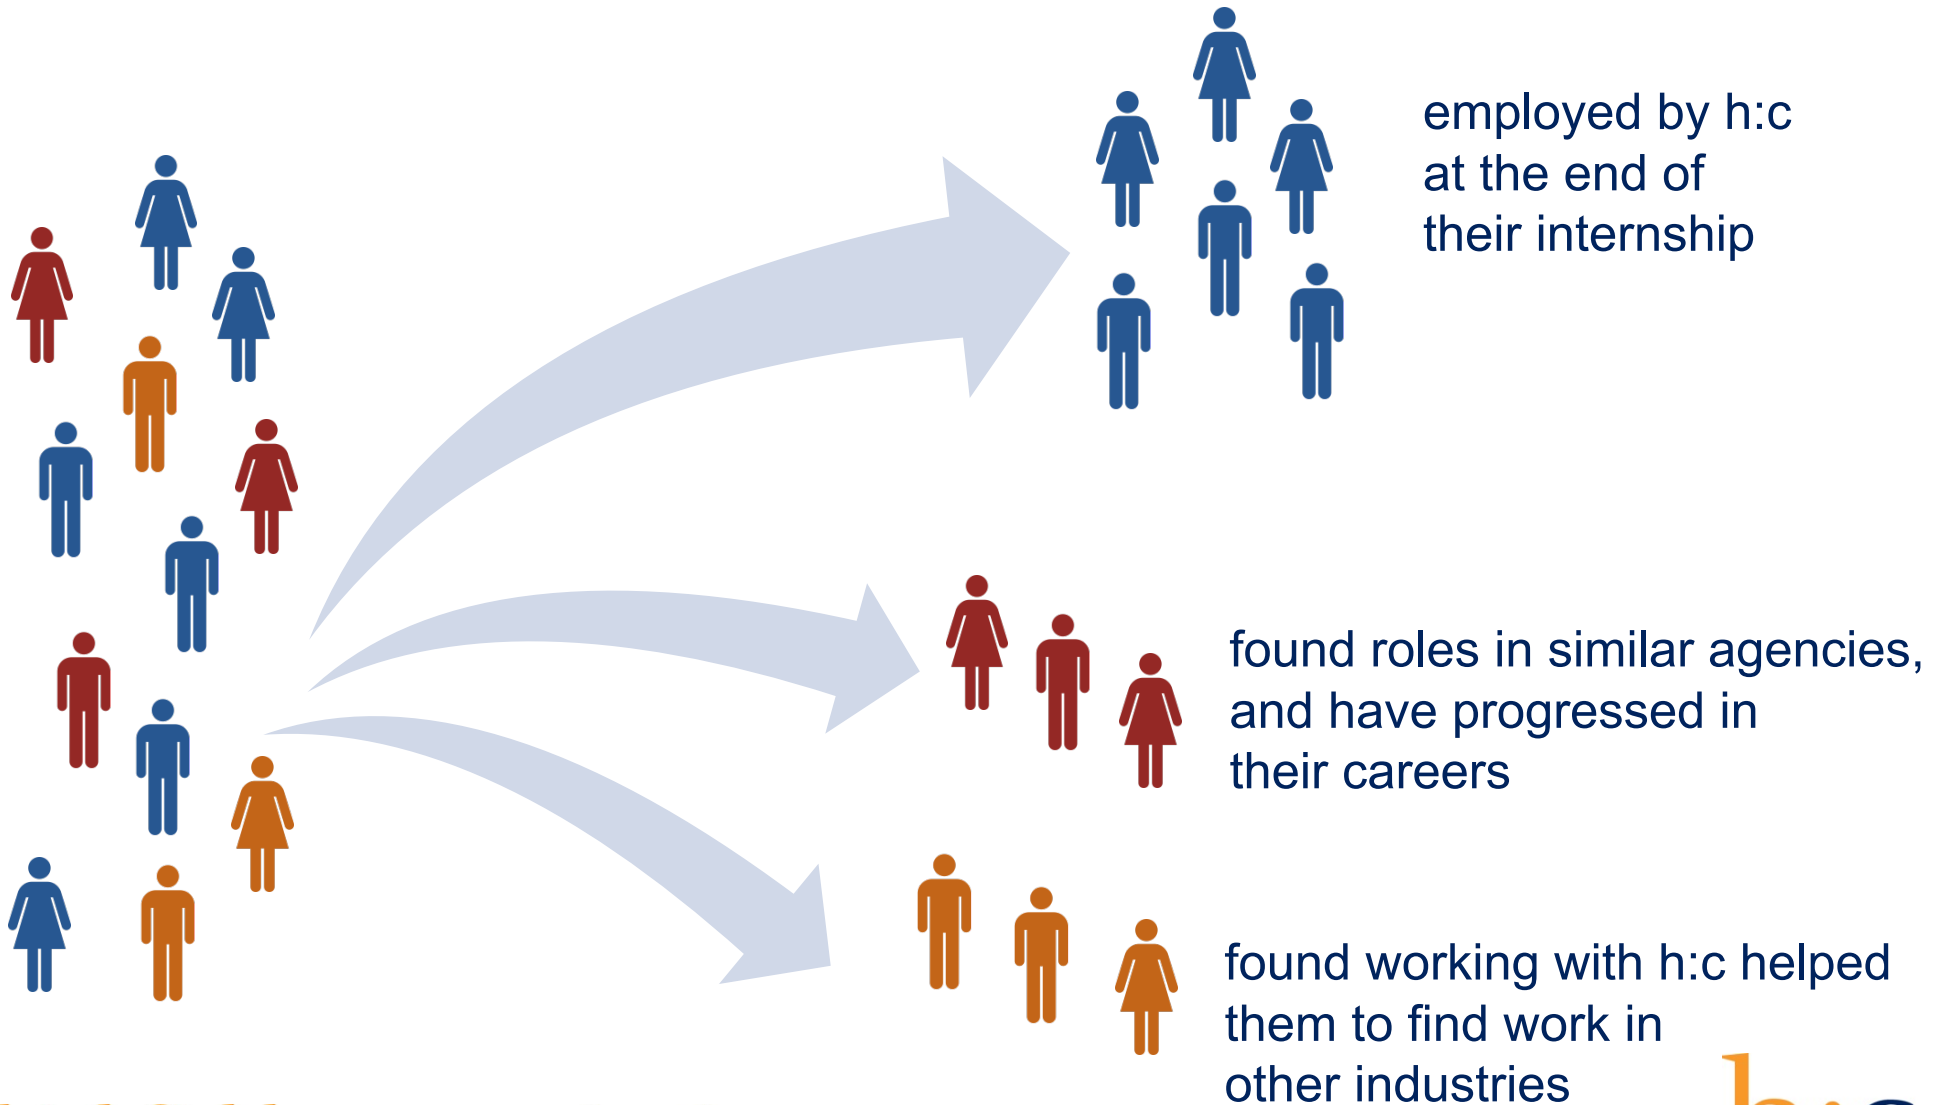 employed by h:c
at the end of
their internship
found roles in similar agencies,
and have progressed in
their careers
found working with h:c helped
them to find work in
other industries